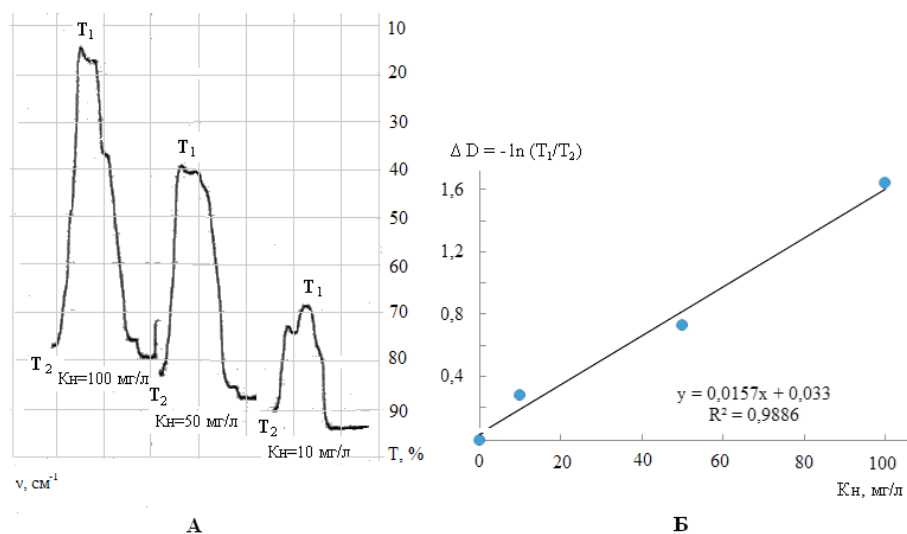 T1
10
20
30
T1
40
50
60
T1
70
T2
80
Кн=100 мг/л
T2
Кн=50 мг/л
90
T2
Кн=10 мг/л
T, %
ν, см-1
А
Δ D = - ln (T1/T2)
1,6
1,2
0,8
0,4
y = 0,0157x + 0,033
R² = 0,9886
0
20
40
60
80
100
Кн, мг/л
Б